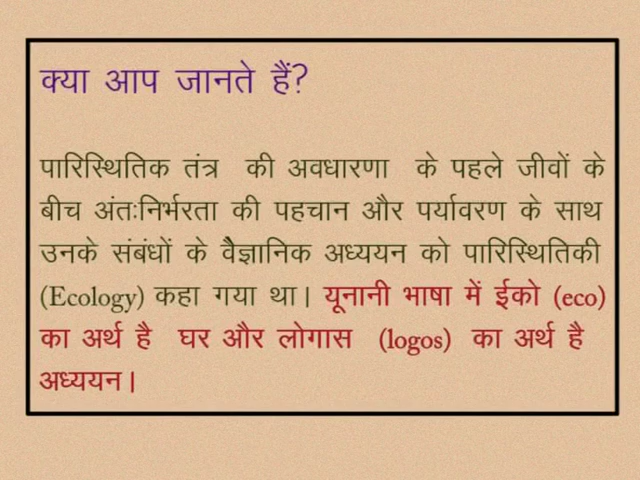 क्या आप जानते हैं?
पारिस्थितिक तंत्र की अवधारणा के पहले जीवों के
बीच अंतःनिर्भरता की पहचान और पर्यावरण के साथ
उनके संबंधों के वैज्ञानिक अध्ययन को पारिस्थितिकी
(Ecology) कहा गया था। यूनानी भाषा में ईको (eco)
का अर्थ है घर और लोगास (logos) का अर्थ है
अध्ययन।